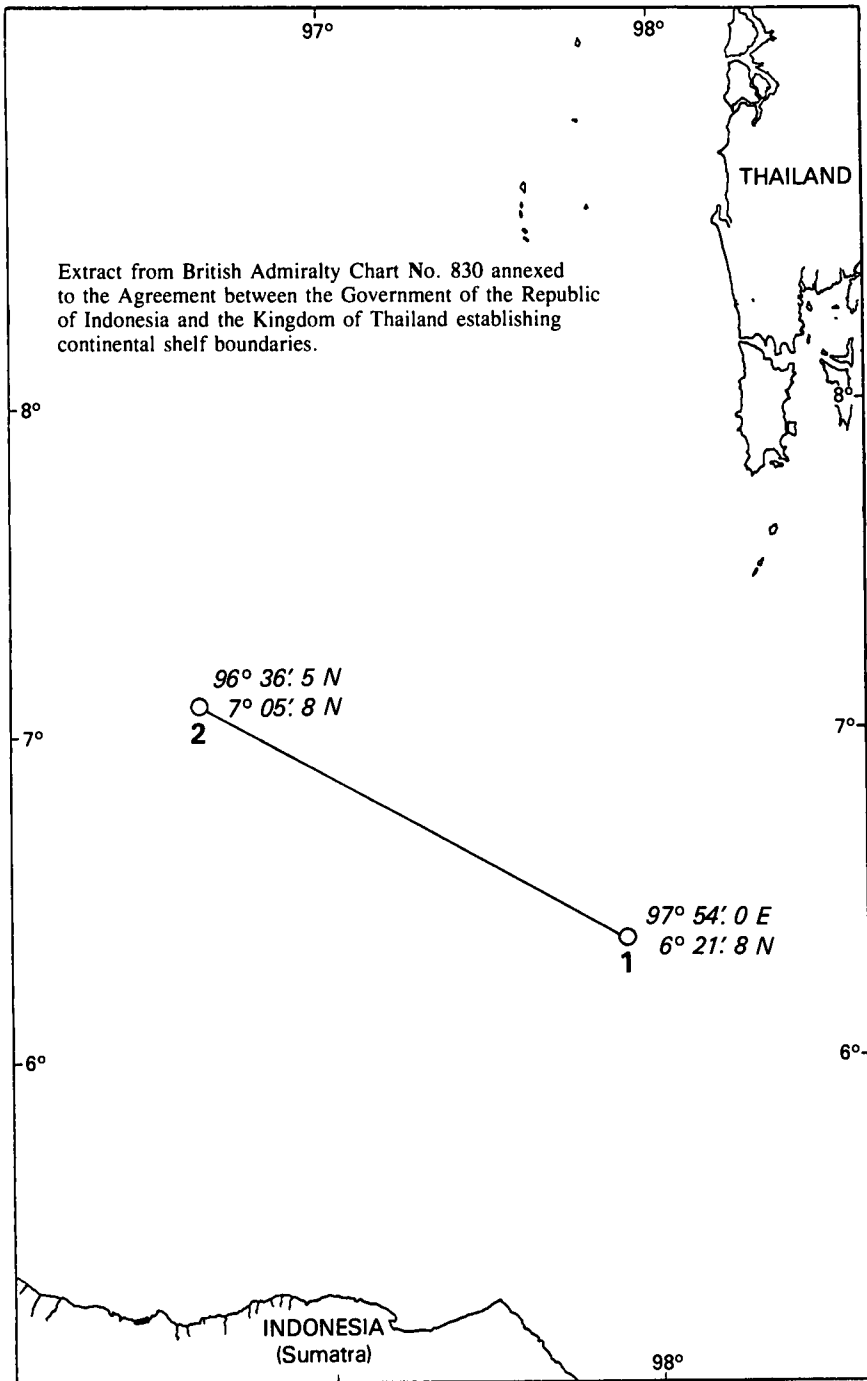 97°
98°
THAILAND
Extract from British Admiralty Chart No. 830 annexed
to the Agreement between the Government of the Republic
of Indonesia and the Kingdom of Thailand establishing
continental shelf boundaries.
8°
8°
96° 36'. 5 N
7° 05'. 8 N
2
7°
7°
97° 54'. 0 E
6° 21'. 8 N
1
6°
6°
INDONESIA
(Sumatra)
98°